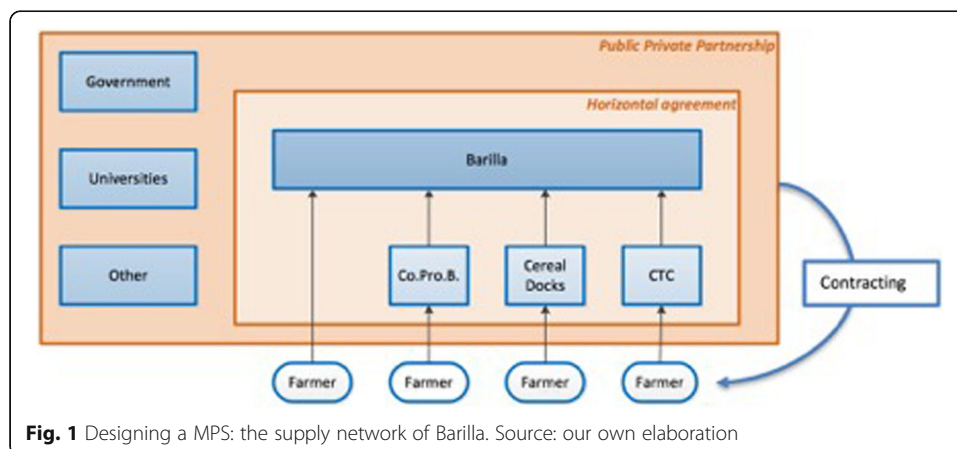 Public Private Partnership
Government
Horizontal agreement
Barilla
Universities
Other
Co.Pro.B.
Cereal
Docks
CTC
Contracting
Farmer
Farmer
Farmer
Farmer
Fig. 1 Designing a MPS: the supply network of Barilla. Source: our own elaboration